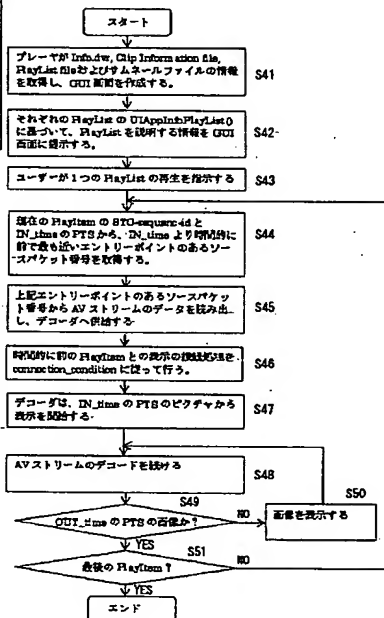 スタート
プレーヤが Info.dvr, Clip Information file,
PlayList fileおよびサムネールファイルの情報
を取得し、GUI 画面を作成する。
S41
それぞれの PlayList の UIAppInfoPlayList()
に基づいて、PlayList を説明する情報を GUI
画面に提示する。
S42
ユーザーが 1 つの PlayList の再生を指示する
S43
現在の PlayItem の STC-sequence-id と
IN_time の PTS から、IN_time より時間的に
前で最も近いエントリーポイントのあるソー
スパケット番号を取得する。
S44
上記エントリーポイントのあるソースパケッ
ト番号から AV ストリームのデータを読み出
し、デコーダへ供給する
S45
時間的に前の PlayItem との表示の接続処理を
connection_condition に従って行う。
S46
デコーダは、IN_time の PTS のピクチャから
表示を開始する
S47
AV ストリームのデコードを続ける
S48
S49
OUT_time の PTS の画像か？
NO
S50
画像を表示する
YES
S51
最後の PlayItem？
NO
YES
エンド